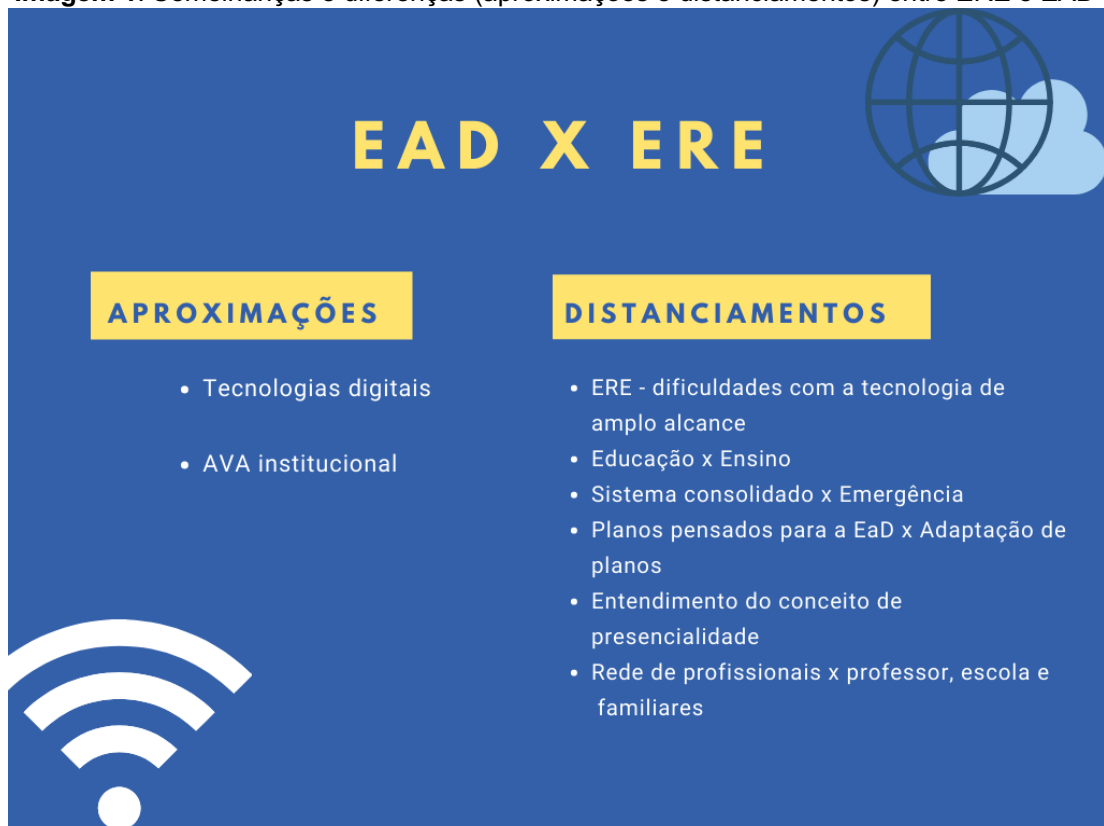 EAD X ERE
APROXIMAÇÕES
• Tecnologias digitais
• AVA institucional
DISTANCIAMENTOS
• ERE - dificuldades com a tecnologia de
amplo alcance
• Educação x Ensino
• Sistema consolidado x Emergência
• Planos pensados para a EaD x Adaptação de
planos
• Entendimento do conceito de
presencialidade
• Rede de profissionais x professor, escola e
familiares